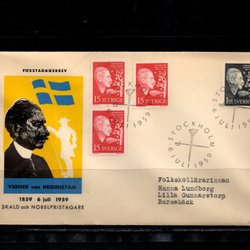 FÖRSTADAGSBREV
15 SVERIGE
15 SVERIGE
15 SVERIGE
STOCKHOLM
6 JULI 1959
VERNER von HEIDENSTAM
1859 6 juli 1959
SKALD och NOBELPRISTAGARE
Folkskollärarinnan
Hanna Lundborg
Lilla Gunnarstorp
Barsebäck